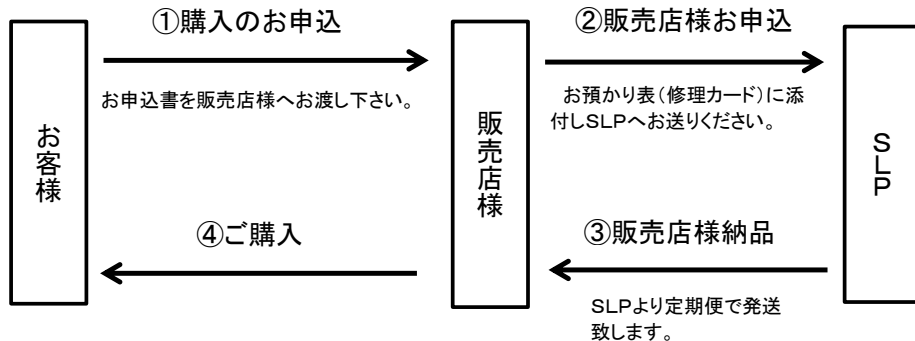 ①購入のお申込
②販売店様お申込
お申込書を販売店様へお渡し下さい。
お預かり表(修理カード)に添
付しSLPへお送りください。
お客様
販売店様
SLP
④ご購入
③販売店様納品
SLPより定期便で発送
致します。